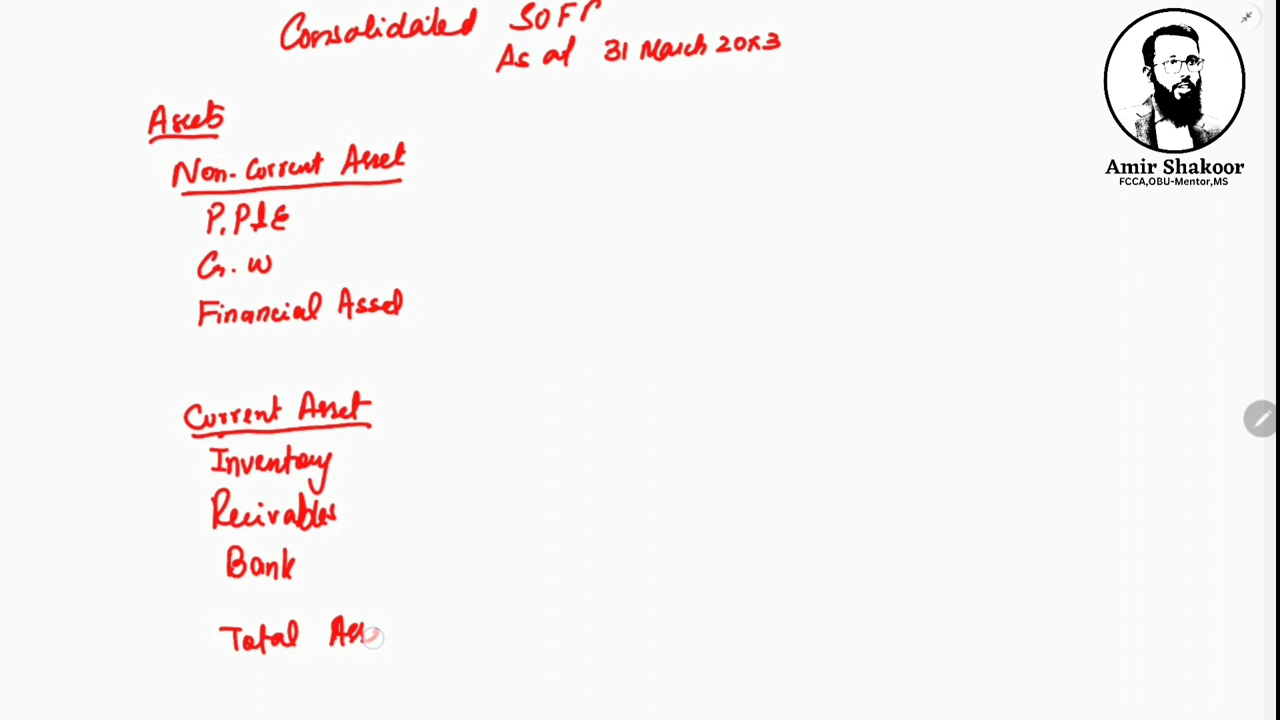 Consolidated SOFP
As at 31 March 20x3
Amir Shakoor
FCCA,OBU-Mentor,MS
Assets
Non-Current Asset
P.P&E
G.W
Financial Asset
Current Asset
Inventory
Recivables
Bank
Total Ass